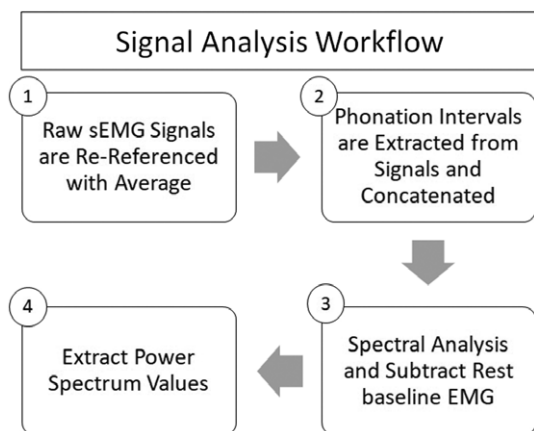 Signal Analysis Workflow
1
Raw sEMG Signals
are Re-Referenced
with Average
2
Phonation Intervals
are Extracted from
Signals and
Concatenated
3
Spectral Analysis
and Subtract Rest
baseline EMG
4
Extract Power
Spectrum Values